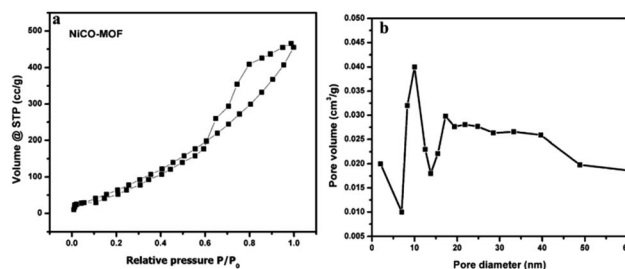 a
NiCO-MOF
Volume @ STP (cc/g)
500
400
300
200
100
0
0.0 0.2 0.4 0.6 0.8 1.0
Relative pressure P/P₀
b
Pore volume (cm³/g)
0.050
0.045
0.040
0.035
0.030
0.025
0.020
0.015
0.010
0.005
0 10 20 30 40 50 60
Pore diameter (nm)